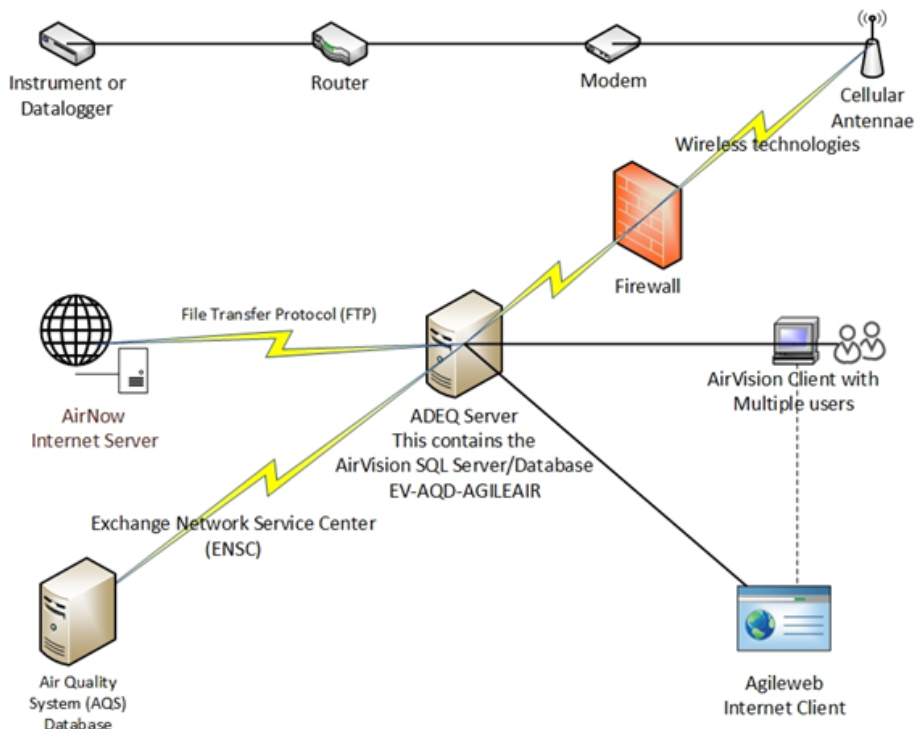 Instrument or
Datalogger
Router
Modem
Cellular
Antennae
Wireless technologies
Firewall
File Transfer Protocol (FTP)
AirNow
Internet Server
ADEQ Server
This contains the
AirVision SQL Server/Database
EV-AQD-AGILEAIR
AirVision Client with
Multiple users
Exchange Network Service Center
(ENSC)
Air Quality
System (AQS)
Database
Agileweb
Internet Client